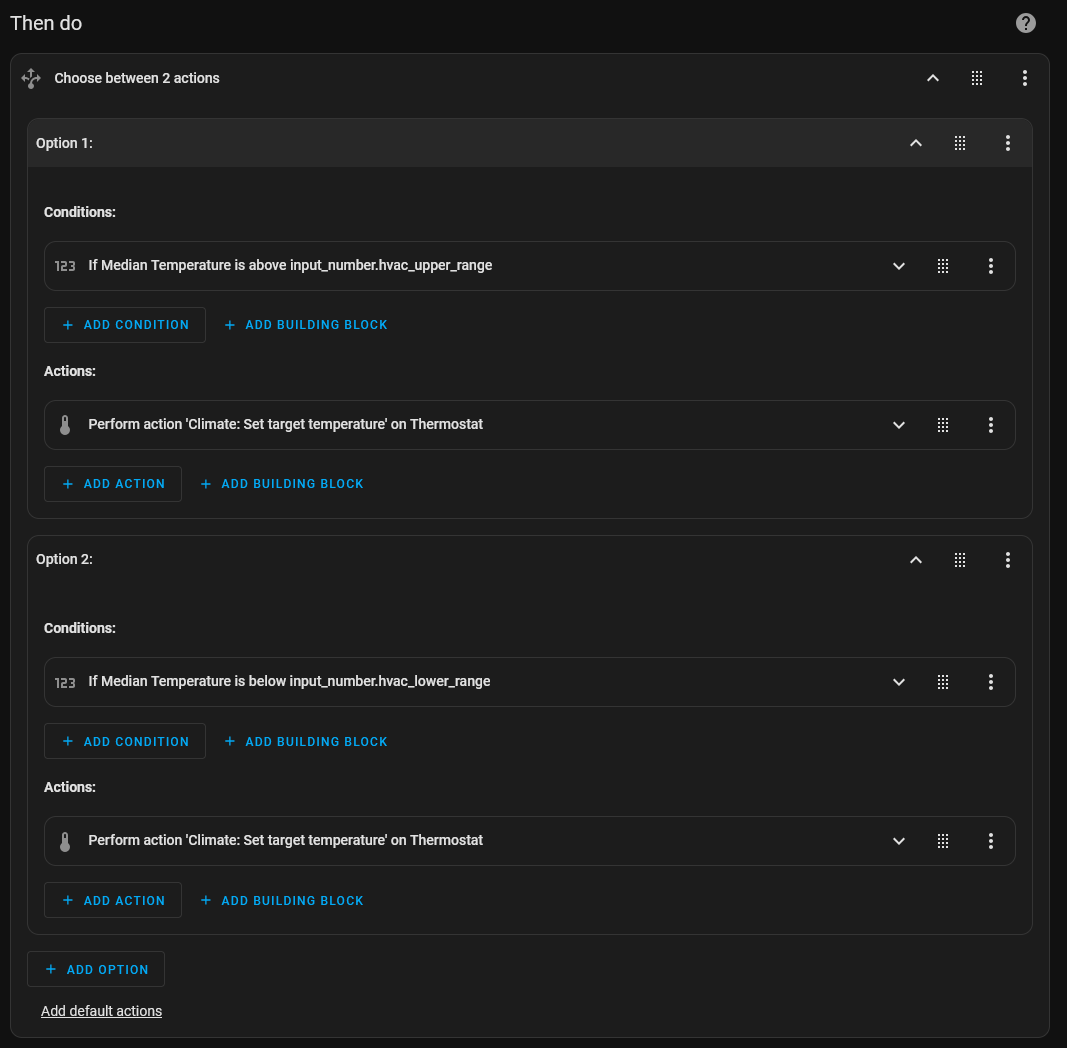 Then do
Choose between 2 actions
Option 1:
Conditions:
123 If Median Temperature is above input_number.hvac_upper_range
+ ADD CONDITION + ADD BUILDING BLOCK
Actions:
Perform action 'Climate: Set target temperature' on Thermostat
+ ADD ACTION + ADD BUILDING BLOCK
Option 2:
Conditions:
123 If Median Temperature is below input_number.hvac_lower_range
+ ADD CONDITION + ADD BUILDING BLOCK
Actions:
Perform action 'Climate: Set target temperature' on Thermostat
+ ADD ACTION + ADD BUILDING BLOCK
+ ADD OPTION
Add default actions